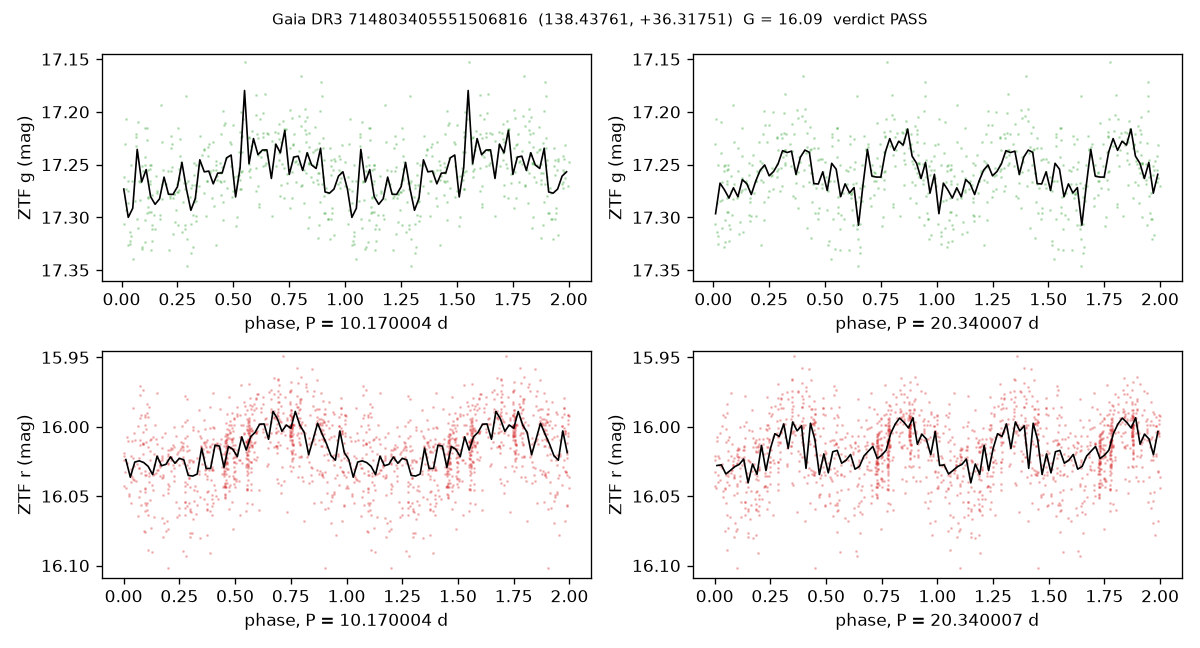 Gaia DR3 714803405551506816 (138.43761, +36.31751) G = 16.09 verdict PASS
17.15
17.20
17.25
17.30
17.35
ZTF g (mag)
0.00 0.25 0.50 0.75 1.00 1.25 1.50 1.75 2.00
phase, P = 10.170004 d
17.15
17.20
17.25
17.30
17.35
ZTF g (mag)
0.00 0.25 0.50 0.75 1.00 1.25 1.50 1.75 2.00
phase, P = 20.340007 d
15.95
16.00
16.05
16.10
ZTF r (mag)
0.00 0.25 0.50 0.75 1.00 1.25 1.50 1.75 2.00
phase, P = 10.170004 d
15.95
16.00
16.05
16.10
ZTF r (mag)
0.00 0.25 0.50 0.75 1.00 1.25 1.50 1.75 2.00
phase, P = 20.340007 d